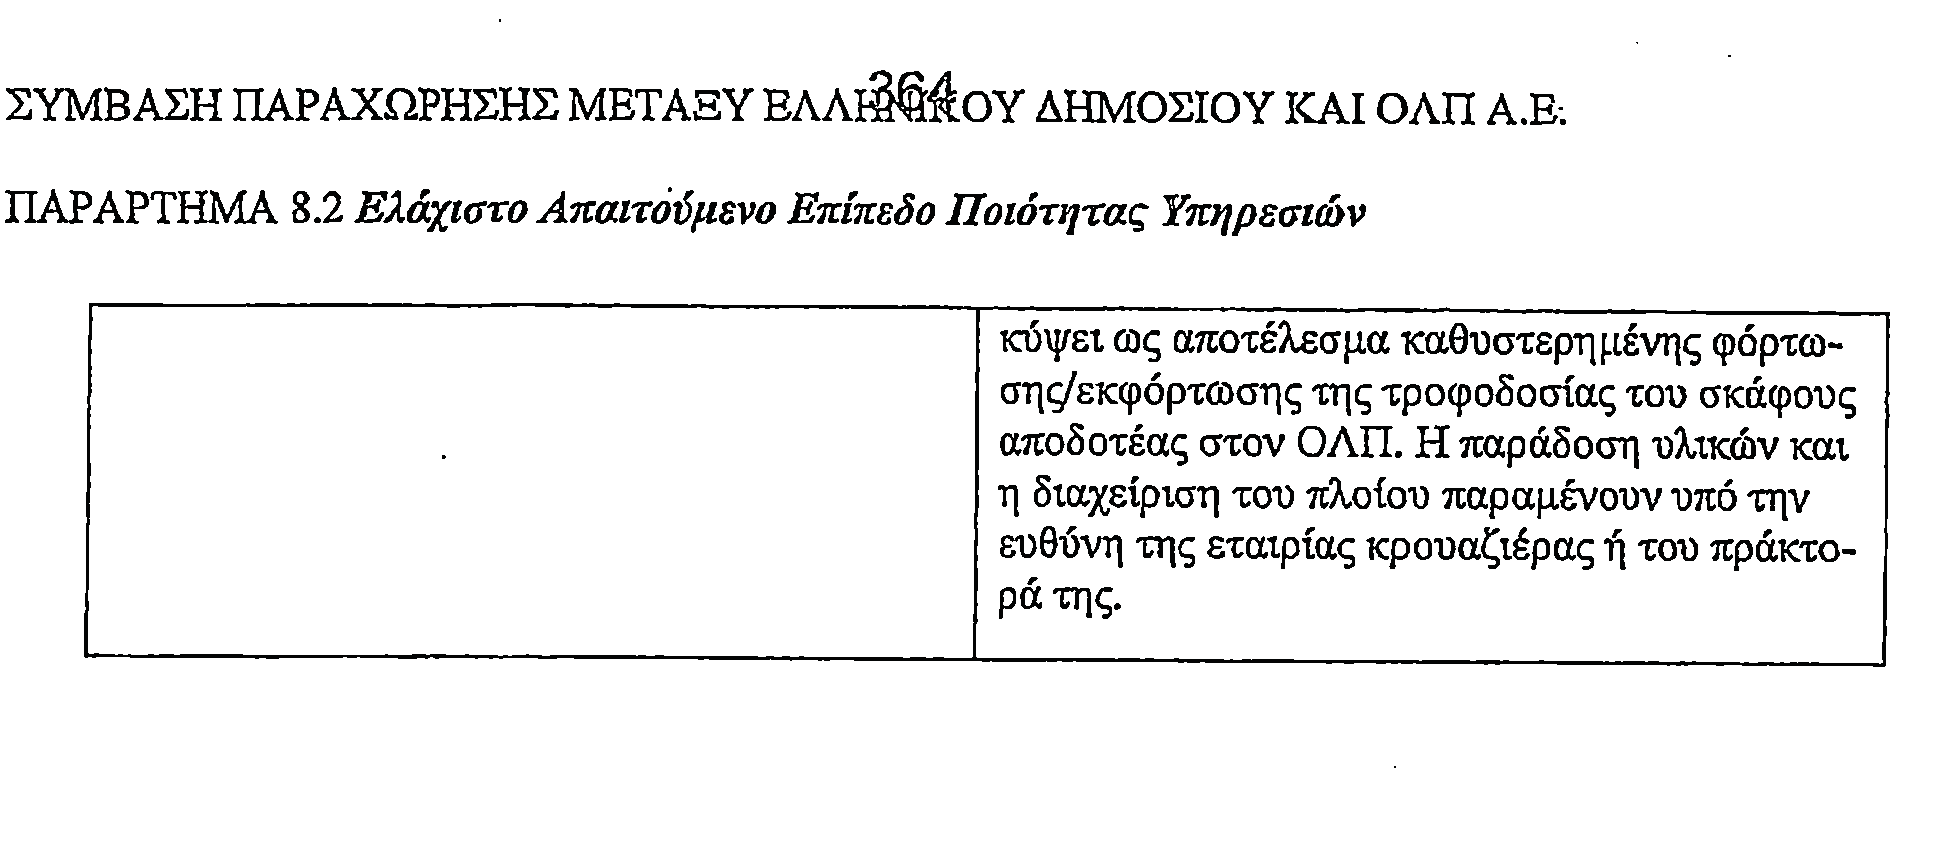 364
ΣΥΜΒΑΣΗ ΠΑΡΑΧΩΡΗΣΗΣ ΜΕΤΑΞΥ ΕΛΛΗΝΙΚΟΥ ΔΗΜΟΣΙΟΥ ΚΑΙ ΟΛΠ Α.Ε.
ΠΑΡΑΡΤΗΜΑ 8.2 Ελάχιστο Απαιτούμενο Επίπεδο Ποιότητας Υπηρεσιών
κύψει ως αποτέλεσμα καθυστερημένης φόρτω-
σης/εκφόρτωσης της τροφοδοσίας του σκάφους
αποδοτέας στον ΟΛΠ. Η παράδοση υλικών και
η διαχείριση του πλοίου παραμένουν υπό την
ευθύνη της εταιρίας κρουαζιέρας ή του πράκτο-
ρά της.